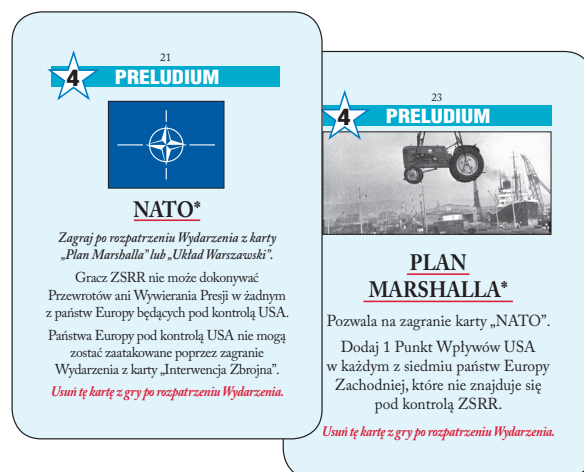 21
4
PRELUDIUM
NATO*
Zagraj po rozpatrzeniu Wydarzenia z karty
„Plan Marshalla” lub „Układ Warszawski”.
Gracz ZSRR nie może dokonywać
Przewrotów ani Wywierania Presji w żadnym
z państw Europy będących pod kontrolą USA.
Państwa Europy pod kontrolą USA nie mogą
zostać zaatakowane poprzez zagranie
Wydarzenia z karty „Interwencja Zbrojna”.
Usuń tę kartę z gry po rozpatrzeniu Wydarzenia.
23
4
PRELUDIUM
PLAN
MARSHALLA*
Pozwala na zagranie karty „NATO”.
Dodaj 1 Punkt Wpływów USA
w każdym z siedmiu państw Europy
Zachodniej, które nie znajduje się
pod kontrolą ZSRR.
Usuń tę kartę z gry po rozpatrzeniu Wydarzenia.